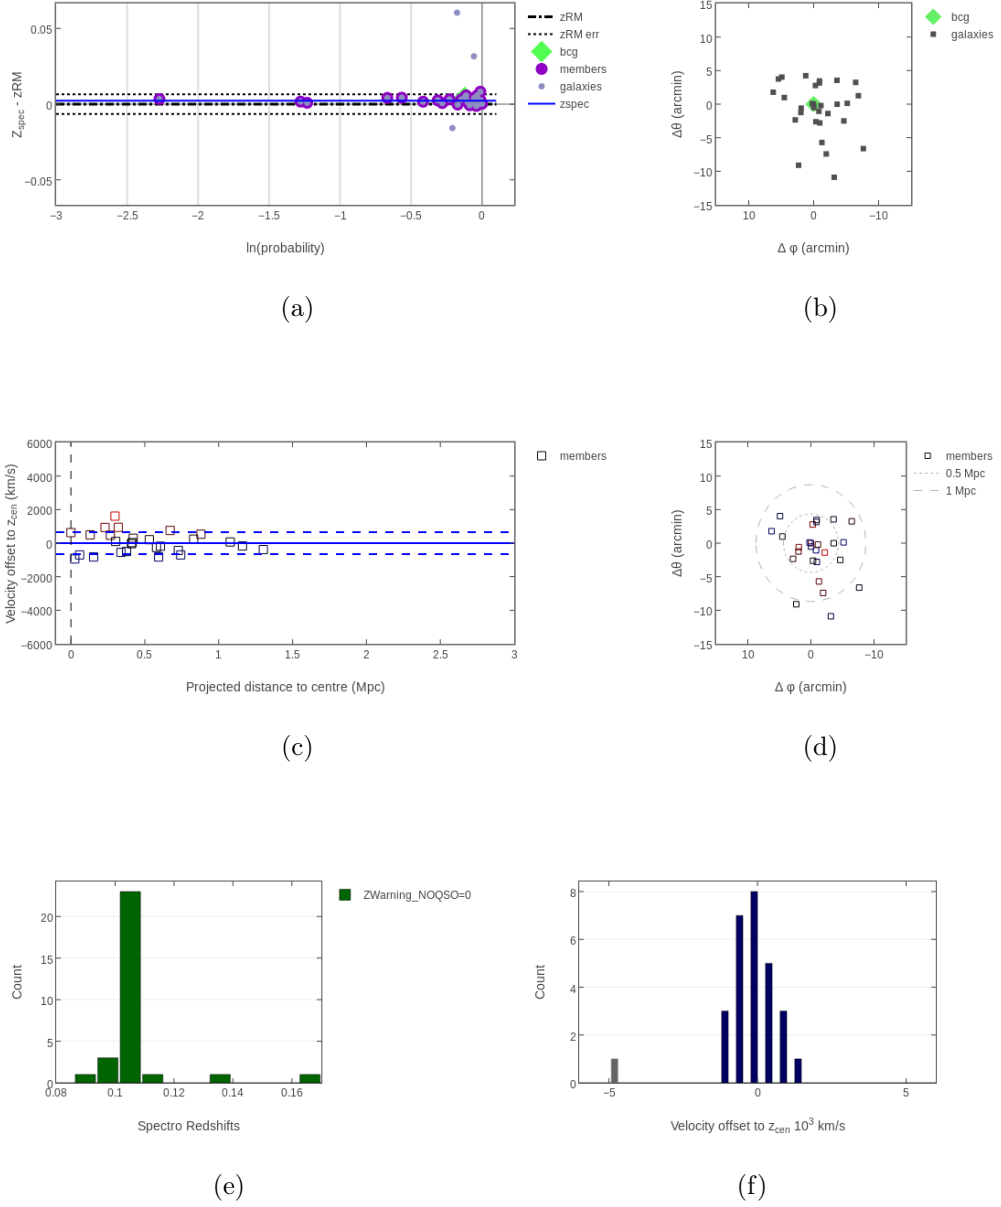 0.05
0
−0.05
Z_spec - zRM
−3
−2.5
−2
−1.5
−1
−0.5
0
ln(probability)
zRM
zRM err
bcg
members
galaxies
zspec
(a)
15
10
5
0
−5
−10
−15
Δθ (arcmin)
10
0
−10
Δ φ (arcmin)
bcg
galaxies
(b)
6000
4000
2000
0
−2000
−4000
−6000
Velocity offset to z_cen (km/s)
0
0.5
1
1.5
2
2.5
3
Projected distance to centre (Mpc)
members
(c)
15
10
5
0
−5
−10
−15
Δθ (arcmin)
10
0
−10
Δ φ (arcmin)
members
0.5 Mpc
1 Mpc
(d)
20
15
10
5
0
Count
0.08
0.1
0.12
0.14
0.16
Spectro Redshifts
ZWarning_NOQSO=0
(e)
8
6
4
2
0
Count
−5
0
5
Velocity offset to z_cen 10³ km/s
(f)